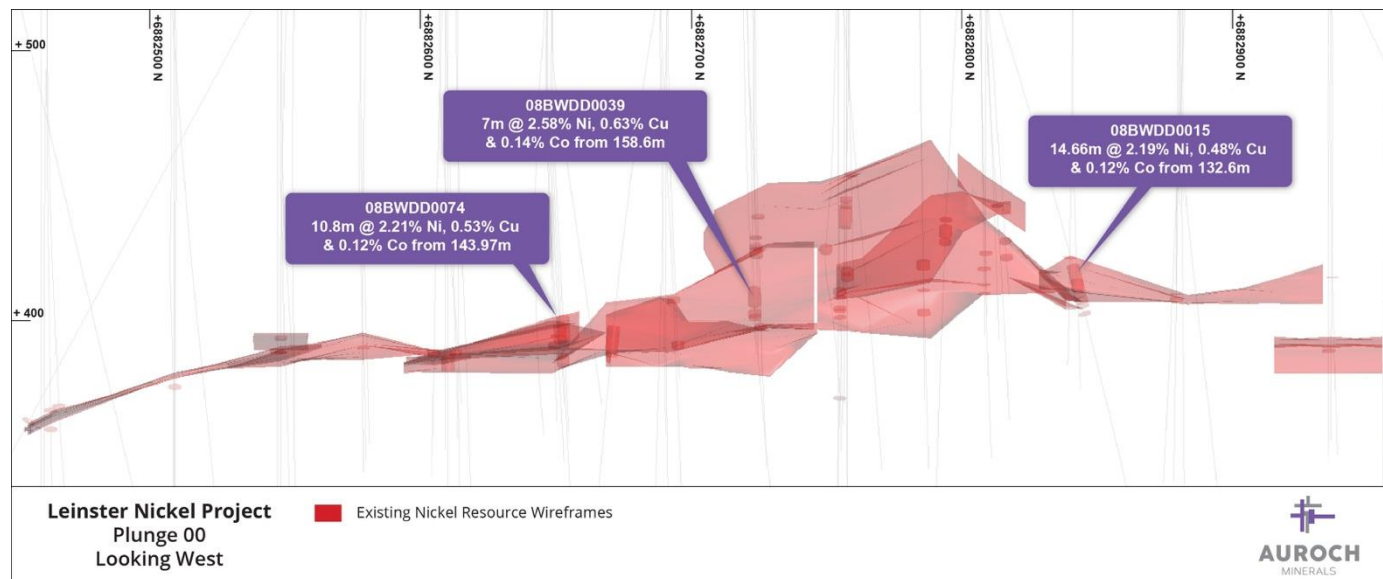 +6882500 N
+6882600 N
+6882700 N
+6882800 N
+6882900 N
+ 500
08BWDD0039
7m @ 2.58% Ni, 0.63% Cu
& 0.14% Co from 158.6m
08BWDD0015
14.66m @ 2.19% Ni, 0.48% Cu
& 0.12% Co from 132.6m
08BWDD0074
10.8m @ 2.21% Ni, 0.53% Cu
& 0.12% Co from 143.97m
+ 400
Leinster Nickel Project
Plunge 00
Looking West
Existing Nickel Resource Wireframes
AUROCH
MINERALS